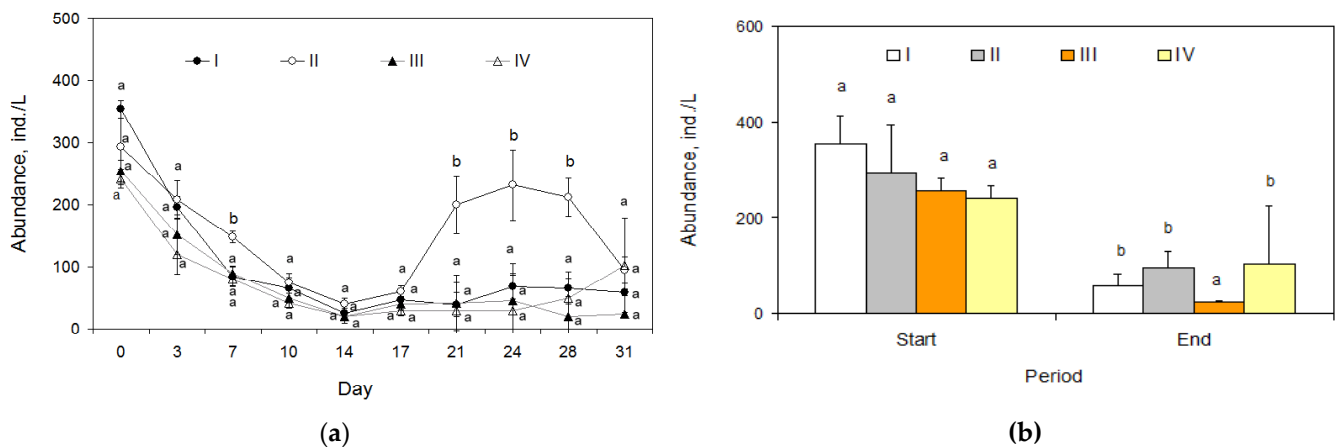 500
400
300
200
100
0
Abundance, ind./L
I II III IV
a
a
a
a
a
a
a
b
a
a
a
a
a
a
a
a
a
a
a
a
a
b
a
a
a
b
a
a
a
b
a
a
a
a
a
a
a
0 3 7 10 14 17 21 24 28 31
Day
(a)
600
400
200
0
Abundance, ind./L
I II III IV
a a a a
b b a b
Start End
Period
(b)